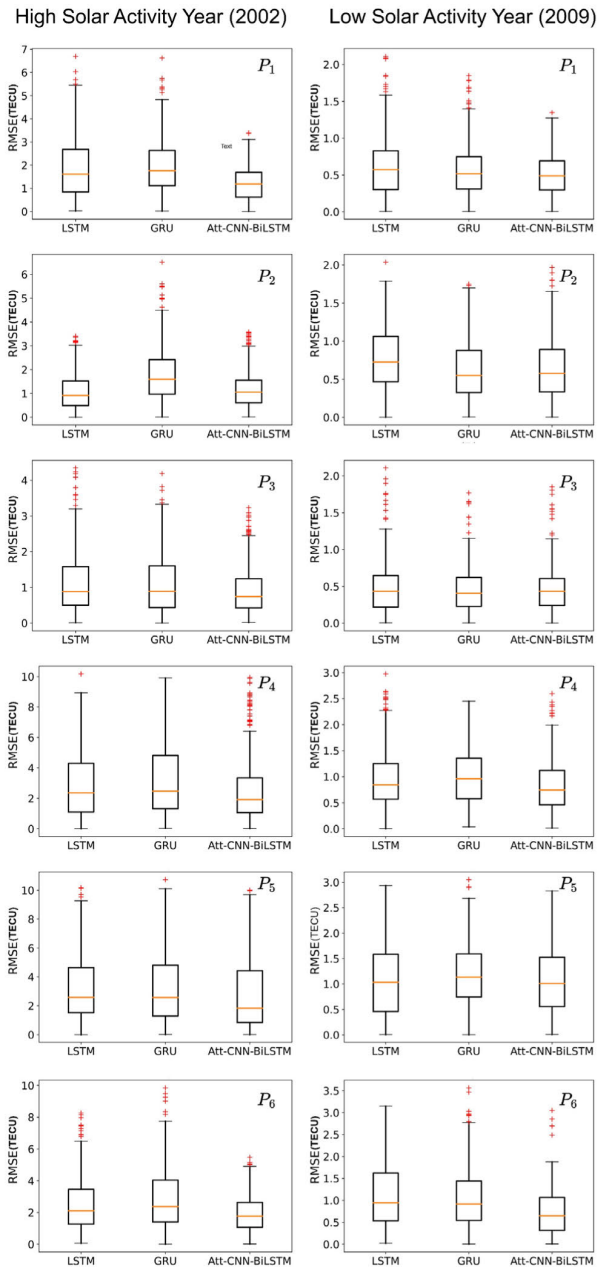 High Solar Activity Year (2002) Low Solar Activity Year (2009)
RMSE(TECU)
7
6
5
4
3
2
1
0
P1
Text
LSTM GRU Att-CNN-BiLSTM
RMSE(TECU)
2.0
1.5
1.0
0.5
0.0
P1
LSTM GRU Att-CNN-BiLSTM
RMSE(TECU)
6
5
4
3
2
1
0
P2
LSTM GRU Att-CNN-BiLSTM
RMSE(TECU)
2.0
1.5
1.0
0.5
0.0
P2
LSTM GRU Att-CNN-BiLSTM
RMSE(TECU)
4
3
2
1
0
P3
LSTM GRU Att-CNN-BiLSTM
RMSE(TECU)
2.0
1.5
1.0
0.5
0.0
P3
LSTM GRU Att-CNN-BiLSTM
RMSE(TECU)
10
8
6
4
2
0
P4
LSTM GRU Att-CNN-BiLSTM
RMSE(TECU)
3.0
2.5
2.0
1.5
1.0
0.5
0.0
P4
LSTM GRU Att-CNN-BiLSTM
RMSE(TECU)
10
8
6
4
2
0
P5
LSTM GRU Att-CNN-BiLSTM
RMSE(TECU)
3.0
2.5
2.0
1.5
1.0
0.5
0.0
P5
LSTM GRU Att-CNN-BiLSTM
RMSE(TECU)
10
8
6
4
2
0
P6
LSTM GRU Att-CNN-BiLSTM
RMSE(TECU)
3.5
3.0
2.5
2.0
1.5
1.0
0.5
0.0
P6
LSTM GRU Att-CNN-BiLSTM